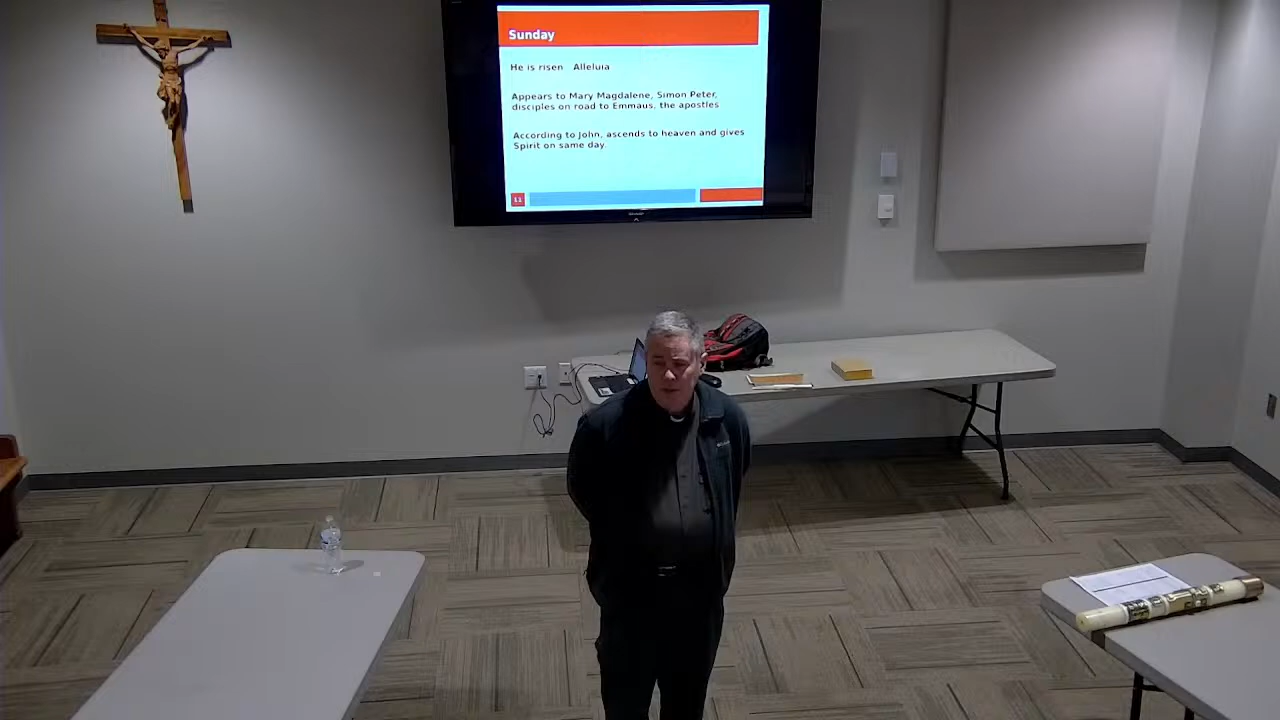 Sunday
He is risen Alleluia
Appears to Mary Magdalene, Simon Peter,
disciples on road to Emmaus, the apostles
According to John, ascends to heaven and gives
Spirit on same day.
11
SHARP